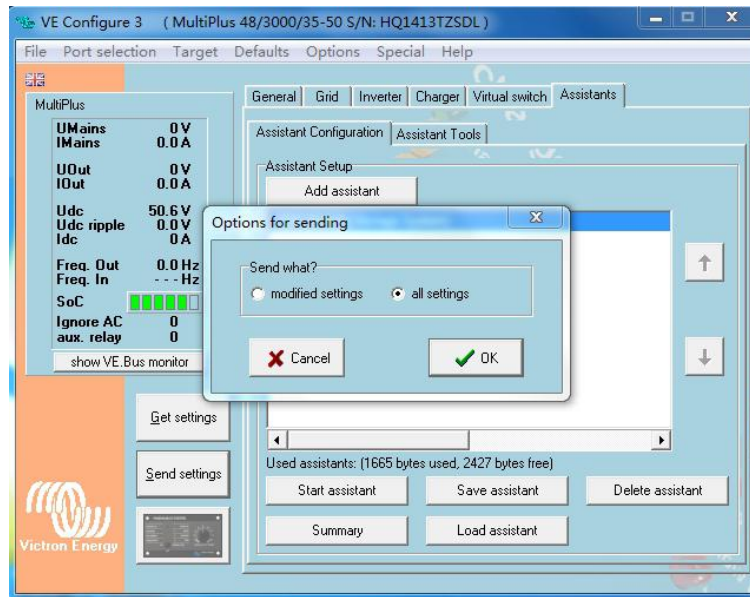 VE Configure 3 ( MultiPlus 48/3000/35-50 S/N: HQ1413TZSDL )
File Port selection Target Defaults Options Special Help
General Grid Inverter Charger Virtual switch Assistants
MultiPlus
UMains 0 V
IMains 0.0 A
UOut 0 V
IOut 0.0 A
Udc 50.6 V
Udc ripple 0.0 V
Idc 0 A
Freq. Out 0.0 Hz
Freq. In - - - Hz
SoC
Ignore AC 0
aux. relay 0
show VE.Bus monitor
Get settings
Send settings
Victron Energy
Assistant Configuration Assistant Tools
Assistant Setup
Add assistant
Options for sending
Send what?
modified settings all settings
Cancel OK
Used assistants: (1665 bytes used, 2427 bytes free)
Start assistant Save assistant Delete assistant
Summary Load assistant